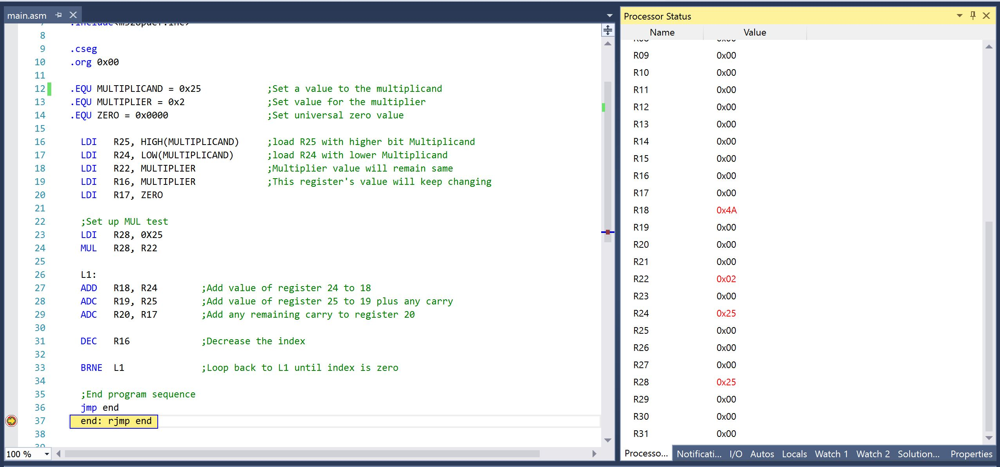 main.asm
8
9 .cseg
10 .org 0x00
11
12 .EQU MULTIPLICAND = 0x25 ;Set a value to the multiplicand
13 .EQU MULTIPLIER = 0x2 ;Set value for the multiplier
14 .EQU ZERO = 0x0000 ;Set universal zero value
15
16 LDI R25, HIGH(MULTIPLICAND) ;load R25 with higher bit Multiplicand
17 LDI R24, LOW(MULTIPLICAND) ;load R24 with lower Multiplicand
18 LDI R22, MULTIPLIER ;Multiplier value will remain same
19 LDI R16, MULTIPLIER ;This register's value will keep changing
20 LDI R17, ZERO
21
22 ;Set up MUL test
23 LDI R28, 0X25
24 MUL R28, R22
25
26 L1:
27 ADD R18, R24 ;Add value of register 24 to 18
28 ADC R19, R25 ;Add value of register 25 to 19 plus any carry
29 ADC R20, R17 ;Add any remaining carry to register 20
30
31 DEC R16 ;Decrease the index
32
33 BRNE L1 ;Loop back to L1 until index is zero
34
35 ;End program sequence
36 jmp end
37 end: rjmp end
38
39
100 %
Processor Status
Name Value
R09 0x00
R10 0x00
R11 0x00
R12 0x00
R13 0x00
R14 0x00
R15 0x00
R16 0x00
R17 0x00
R18 0x4A
R19 0x00
R20 0x00
R21 0x00
R22 0x02
R23 0x00
R24 0x25
R25 0x00
R26 0x00
R27 0x00
R28 0x25
R29 0x00
R30 0x00
R31 0x00
Processo... Notificati... I/O Autos Locals Watch 1 Watch 2 Solution... Properties